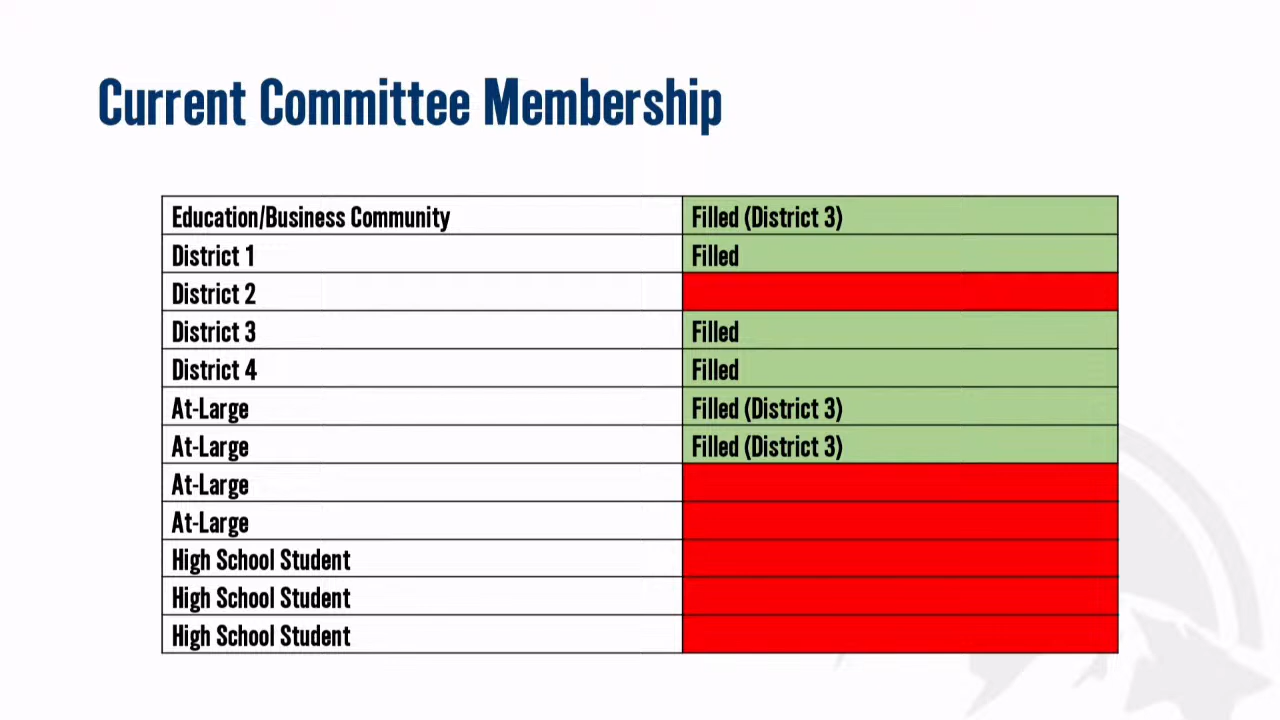 Current Committee Membership
Education/Business Community Filled (District 3)
District 1 Filled
District 2
District 3 Filled
District 4 Filled
At-Large Filled (District 3)
At-Large Filled (District 3)
At-Large
At-Large
High School Student
High School Student
High School Student